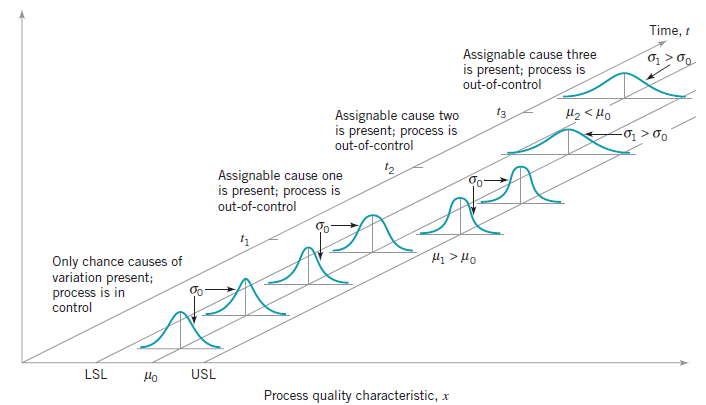 Time, t
Assignable cause three
is present; process is
out-of-control
σ1 > σ0
t3
μ2 < μ0
Assignable cause two
is present; process is
out-of-control
σ1 > σ0
t2
Assignable cause one
is present; process is
out-of-control
σ0
σ0
t1
μ1 > μ0
Only chance causes of
variation present;
process is in
control
σ0
LSL
μ0
USL
Process quality characteristic, x